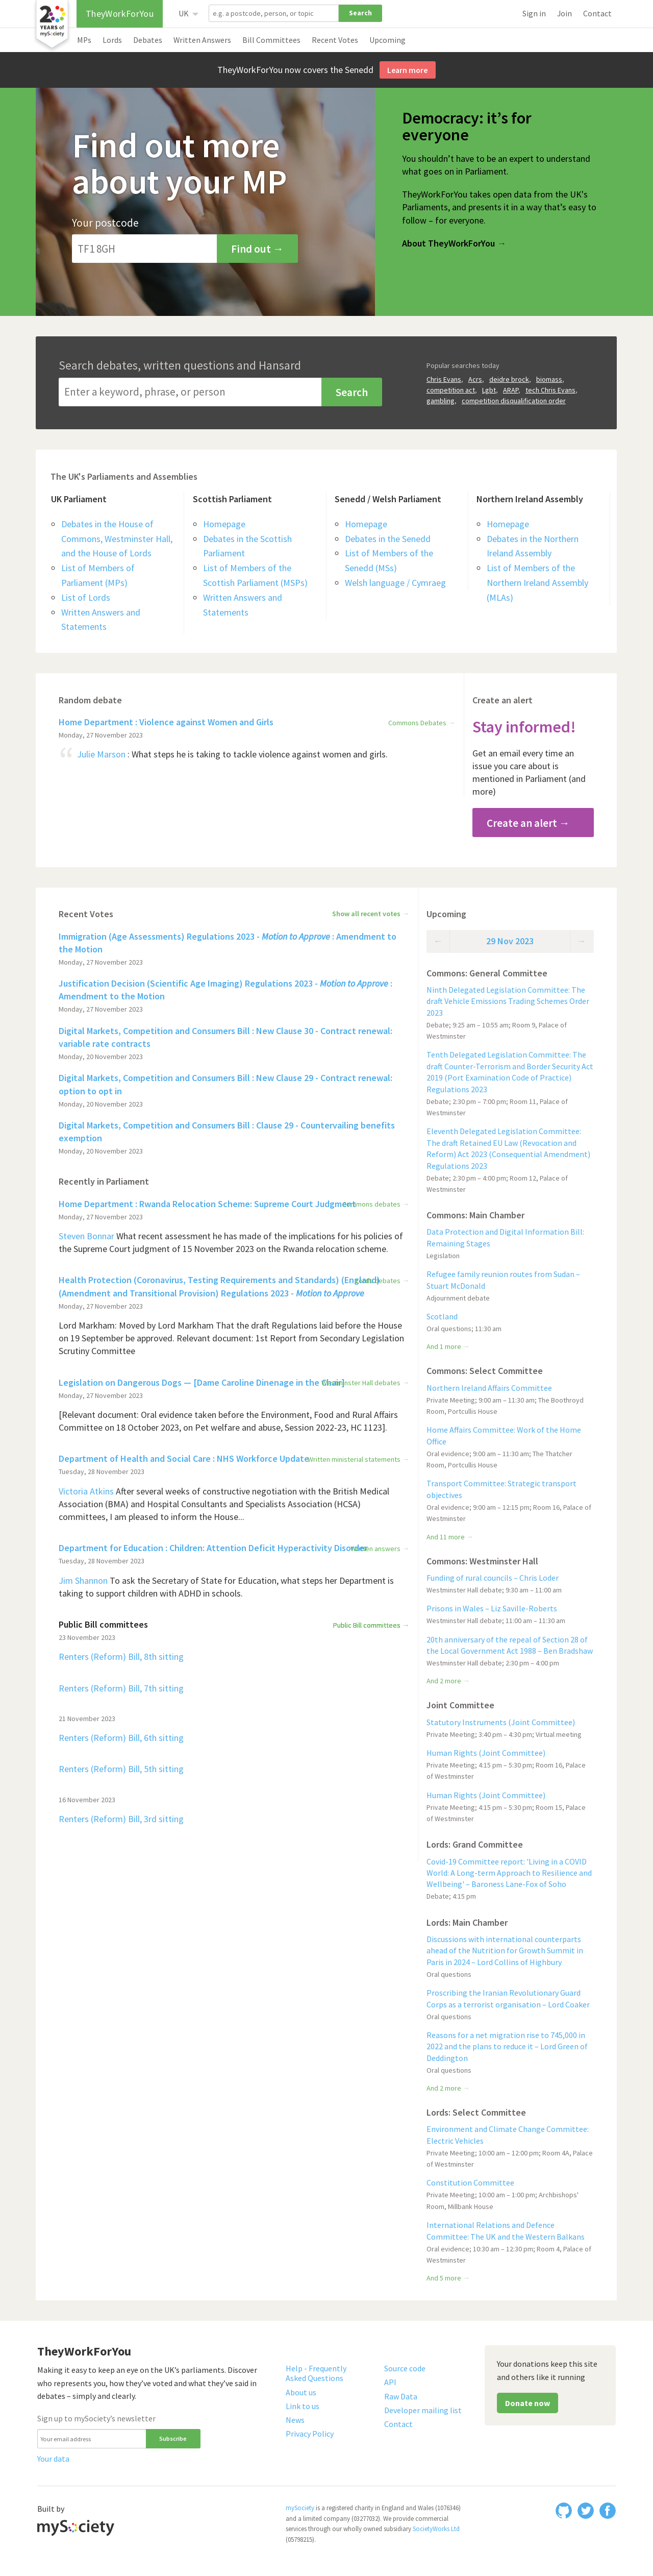 20 YEARS of mySociety
TheyWorkForYou
UK
e.g. a postcode, person, or topic
Search
Sign in
Join
Contact
MPs
Lords
Debates
Written Answers
Bill Committees
Recent Votes
Upcoming
TheyWorkForYou now covers the Senedd
Learn more
Find out more
about your MP
Your postcode
TF1 8GH
Find out →
Democracy: it’s for
everyone
You shouldn’t have to be an expert to understand
what goes on in Parliament.
TheyWorkForYou takes open data from the UK’s
Parliaments, and presents it in a way that’s easy to
follow – for everyone.
About TheyWorkForYou →
Search debates, written questions and Hansard
Enter a keyword, phrase, or person
Search
Popular searches today
Chris Evans, Acrs, deidre brock, biomass,
competition act, Lgbt, ARAP, tech Chris Evans,
gambling, competition disqualification order
The UK's Parliaments and Assemblies
UK Parliament
Debates in the House of
Commons, Westminster Hall,
and the House of Lords
List of Members of
Parliament (MPs)
List of Lords
Written Answers and
Statements
Scottish Parliament
Homepage
Debates in the Scottish
Parliament
List of Members of the
Scottish Parliament (MSPs)
Written Answers and
Statements
Senedd / Welsh Parliament
Homepage
Debates in the Senedd
List of Members of the
Senedd (MSs)
Welsh language / Cymraeg
Northern Ireland Assembly
Homepage
Debates in the Northern
Ireland Assembly
List of Members of the
Northern Ireland Assembly
(MLAs)
Random debate
Home Department : Violence against Women and Girls
Commons Debates →
Monday, 27 November 2023
“ Julie Marson : What steps he is taking to tackle violence against women and girls.
Create an alert
Stay informed!
Get an email every time an
issue you care about is
mentioned in Parliament (and
more)
Create an alert →
Recent Votes
Show all recent votes →
Immigration (Age Assessments) Regulations 2023 - Motion to Approve : Amendment to
the Motion
Monday, 27 November 2023
Justification Decision (Scientific Age Imaging) Regulations 2023 - Motion to Approve :
Amendment to the Motion
Monday, 27 November 2023
Digital Markets, Competition and Consumers Bill : New Clause 30 - Contract renewal:
variable rate contracts
Monday, 20 November 2023
Digital Markets, Competition and Consumers Bill : New Clause 29 - Contract renewal:
option to opt in
Monday, 20 November 2023
Digital Markets, Competition and Consumers Bill : Clause 29 - Countervailing benefits
exemption
Monday, 20 November 2023
Recently in Parliament
Home Department : Rwanda Relocation Scheme: Supreme Court Judgment
Commons debates →
Monday, 27 November 2023
Steven Bonnar What recent assessment he has made of the implications for his policies of
the Supreme Court judgment of 15 November 2023 on the Rwanda relocation scheme.
Health Protection (Coronavirus, Testing Requirements and Standards) (England)
debates →
(Amendment and Transitional Provision) Regulations 2023 - Motion to Approve
Monday, 27 November 2023
Lord Markham: Moved by Lord Markham That the draft Regulations laid before the House
on 19 September be approved. Relevant document: 1st Report from Secondary Legislation
Scrutiny Committee
Legislation on Dangerous Dogs — [Dame Caroline Dinenage in the Chair]
Westminster Hall debates →
Monday, 27 November 2023
[Relevant document: Oral evidence taken before the Environment, Food and Rural Affairs
Committee on 18 October 2023, on Pet welfare and abuse, Session 2022-23, HC 1123].
Department of Health and Social Care : NHS Workforce Update
Written ministerial statements →
Tuesday, 28 November 2023
Victoria Atkins After several weeks of constructive negotiation with the British Medical
Association (BMA) and Hospital Consultants and Specialists Association (HCSA)
committees, I am pleased to inform the House...
Department for Education : Children: Attention Deficit Hyperactivity Disorder
Written answers →
Tuesday, 28 November 2023
Jim Shannon To ask the Secretary of State for Education, what steps her Department is
taking to support children with ADHD in schools.
Public Bill committees
Public Bill committees →
23 November 2023
Renters (Reform) Bill, 8th sitting
Renters (Reform) Bill, 7th sitting
21 November 2023
Renters (Reform) Bill, 6th sitting
Renters (Reform) Bill, 5th sitting
16 November 2023
Renters (Reform) Bill, 3rd sitting
Upcoming
← 29 Nov 2023 →
Commons: General Committee
Ninth Delegated Legislation Committee: The
draft Vehicle Emissions Trading Schemes Order
2023
Debate; 9:25 am – 10:55 am; Room 9, Palace of
Westminster
Tenth Delegated Legislation Committee: The
draft Counter-Terrorism and Border Security Act
2019 (Port Examination Code of Practice)
Regulations 2023
Debate; 2:30 pm – 7:00 pm; Room 11, Palace of
Westminster
Eleventh Delegated Legislation Committee:
The draft Retained EU Law (Revocation and
Reform) Act 2023 (Consequential Amendment)
Regulations 2023
Debate; 2:30 pm – 4:00 pm; Room 12, Palace of
Westminster
Commons: Main Chamber
Data Protection and Digital Information Bill:
Remaining Stages
Legislation
Refugee family reunion routes from Sudan –
Stuart McDonald
Adjournment debate
Scotland
Oral questions; 11:30 am
And 1 more →
Commons: Select Committee
Northern Ireland Affairs Committee
Private Meeting; 9:00 am – 11:30 am; The Boothroyd
Room, Portcullis House
Home Affairs Committee: Work of the Home
Office
Oral evidence; 9:00 am – 11:30 am; The Thatcher
Room, Portcullis House
Transport Committee: Strategic transport
objectives
Oral evidence; 9:00 am – 12:15 pm; Room 16, Palace of
Westminster
And 11 more →
Commons: Westminster Hall
Funding of rural councils – Chris Loder
Westminster Hall debate; 9:30 am – 11:00 am
Prisons in Wales – Liz Saville-Roberts
Westminster Hall debate; 11:00 am – 11:30 am
20th anniversary of the repeal of Section 28 of
the Local Government Act 1988 – Ben Bradshaw
Westminster Hall debate; 2:30 pm – 4:00 pm
And 2 more →
Joint Committee
Statutory Instruments (Joint Committee)
Private Meeting; 3:40 pm – 4:30 pm; Virtual meeting
Human Rights (Joint Committee)
Private Meeting; 4:15 pm – 5:30 pm; Room 16, Palace
of Westminster
Human Rights (Joint Committee)
Private Meeting; 4:15 pm – 5:30 pm; Room 15, Palace
of Westminster
Lords: Grand Committee
Covid-19 Committee report: ‘Living in a COVID
World: A Long-term Approach to Resilience and
Wellbeing’ – Baroness Lane-Fox of Soho
Debate; 4:15 pm
Lords: Main Chamber
Discussions with international counterparts
ahead of the Nutrition for Growth Summit in
Paris in 2024 – Lord Collins of Highbury
Oral questions
Proscribing the Iranian Revolutionary Guard
Corps as a terrorist organisation – Lord Coaker
Oral questions
Reasons for a net migration rise to 745,000 in
2022 and the plans to reduce it – Lord Green of
Deddington
Oral questions
And 2 more →
Lords: Select Committee
Environment and Climate Change Committee:
Electric Vehicles
Private Meeting; 10:00 am – 12:00 pm; Room 4A, Palace
of Westminster
Constitution Committee
Private Meeting; 10:00 am – 1:00 pm; Archbishops'
Room, Millbank House
International Relations and Defence
Committee: The UK and the Western Balkans
Oral evidence; 10:30 am – 12:30 pm; Room 4, Palace of
Westminster
And 5 more →
TheyWorkForYou
Making it easy to keep an eye on the UK’s parliaments. Discover
who represents you, how they’ve voted and what they’ve said in
debates – simply and clearly.
Sign up to mySociety’s newsletter
Your email address
Subscribe
Your data
Help - Frequently
Asked Questions
About us
Link to us
News
Privacy Policy
Source code
API
Raw Data
Developer mailing list
Contact
Your donations keep this site
and others like it running
Donate now
Built by
mySociety
mySociety is a registered charity in England and Wales (1076346)
and a limited company (03277032). We provide commercial
services through our wholly owned subsidiary SocietyWorks Ltd
(05798215).